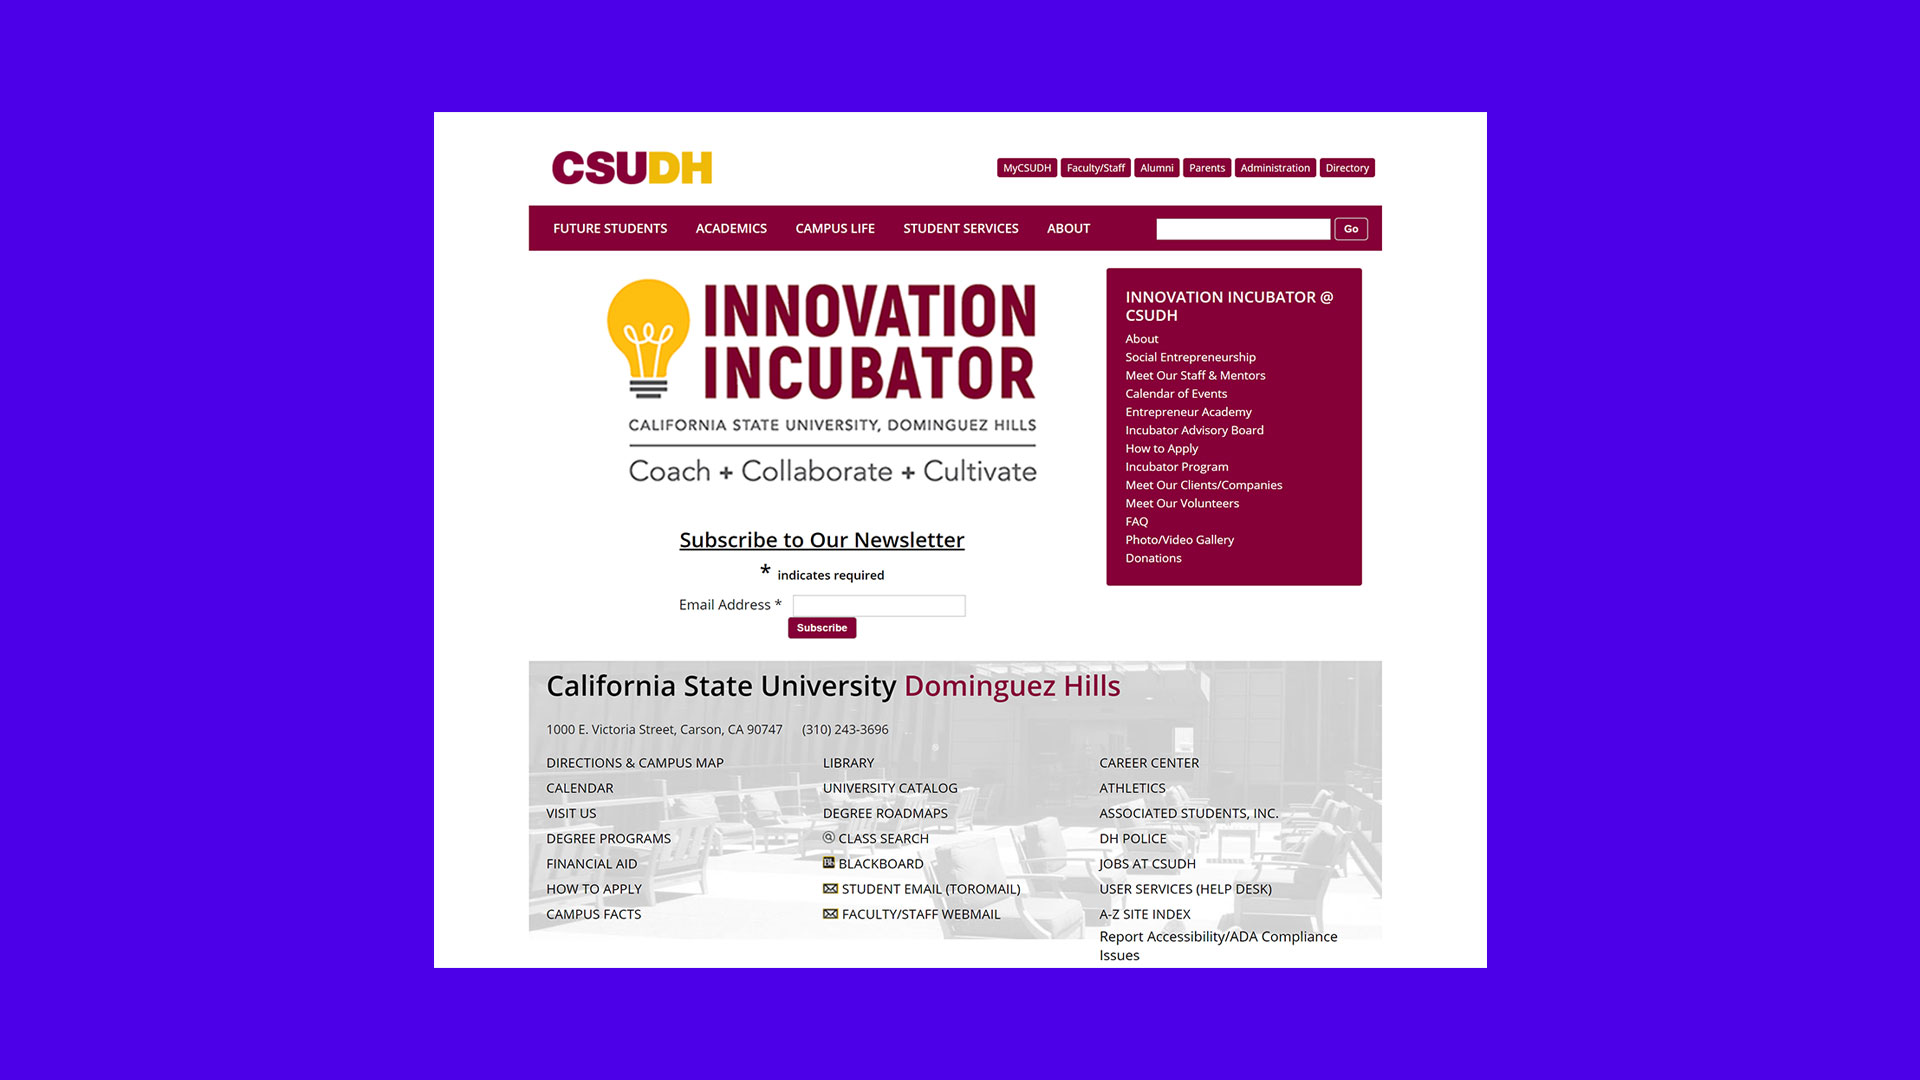 CSUDH
MyCSUDH Faculty/Staff Alumni Parents Administration Directory
FUTURE STUDENTS ACADEMICS CAMPUS LIFE STUDENT SERVICES ABOUT Go
INNOVATION
INCUBATOR
CALIFORNIA STATE UNIVERSITY, DOMINGUEZ HILLS
Coach + Collaborate + Cultivate
INNOVATION INCUBATOR @
CSUDH
About
Social Entrepreneurship
Meet Our Staff & Mentors
Calendar of Events
Entrepreneur Academy
Incubator Advisory Board
How to Apply
Incubator Program
Meet Our Clients/Companies
Meet Our Volunteers
FAQ
Photo/Video Gallery
Donations
Subscribe to Our Newsletter
* indicates required
Email Address *
Subscribe
California State University Dominguez Hills
1000 E. Victoria Street, Carson, CA 90747 (310) 243-3696
DIRECTIONS & CAMPUS MAP
CALENDAR
VISIT US
DEGREE PROGRAMS
FINANCIAL AID
HOW TO APPLY
CAMPUS FACTS
LIBRARY
UNIVERSITY CATALOG
DEGREE ROADMAPS
CLASS SEARCH
Bb BLACKBOARD
STUDENT EMAIL (TOROMAIL)
FACULTY/STAFF WEBMAIL
CAREER CENTER
ATHLETICS
ASSOCIATED STUDENTS, INC.
DH POLICE
JOBS AT CSUDH
USER SERVICES (HELP DESK)
A-Z SITE INDEX
Report Accessibility/ADA Compliance
Issues